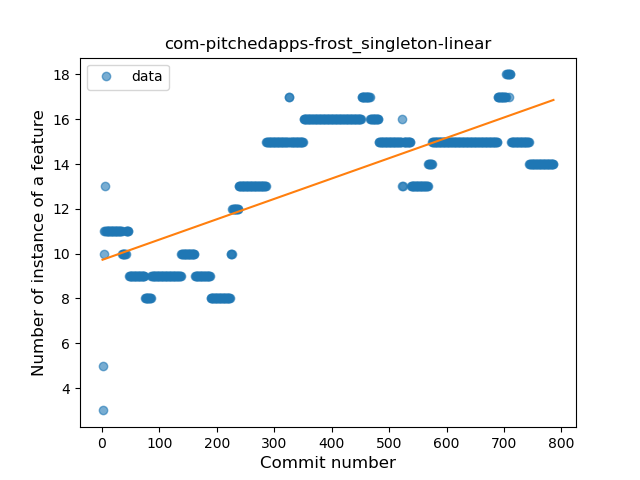 com-pitchedapps-frost_singleton-linear
data
Number of instance of a feature
18
16
14
12
10
8
6
4
0 100 200 300 400 500 600 700 800
Commit number